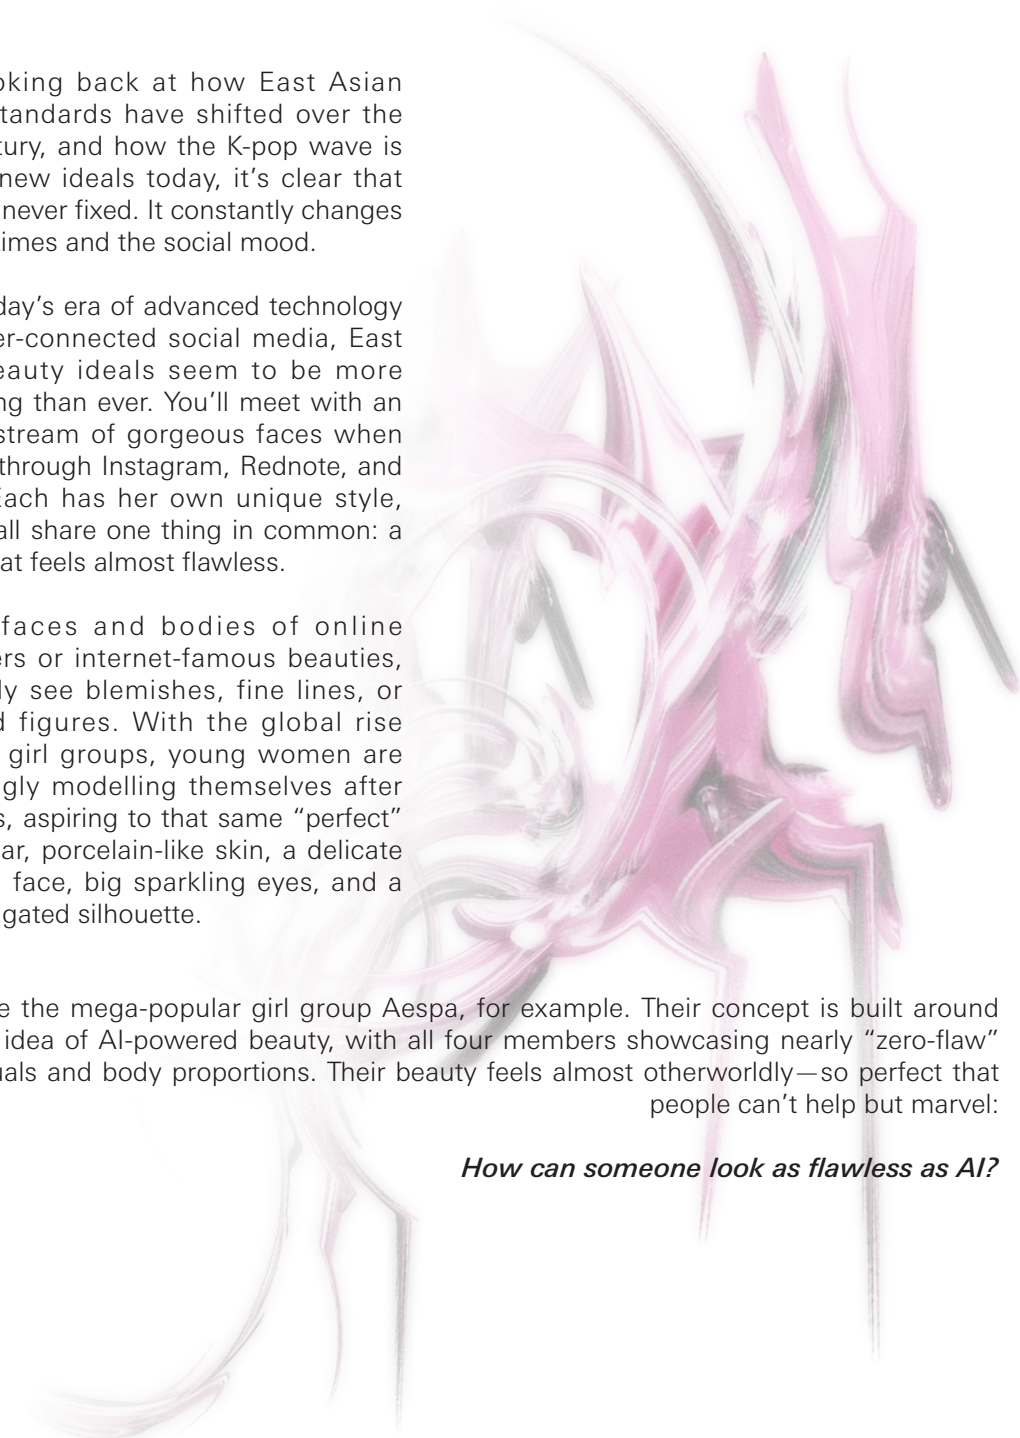 oking back at how East Asian
tandards have shifted over the
tury, and how the K-pop wave is
new ideals today, it’s clear that
never fixed. It constantly changes
imes and the social mood.
day’s era of advanced technology
er-connected social media, East
eauty ideals seem to be more
ng than ever. You’ll meet with an
stream of gorgeous faces when
through Instagram, Rednote, and
Each has her own unique style,
all share one thing in common: a
at feels almost flawless.
faces and bodies of online
ers or internet-famous beauties,
ly see blemishes, fine lines, or
d figures. With the global rise
girl groups, young women are
gly modelling themselves after
s, aspiring to that same “perfect”
ar, porcelain-like skin, a delicate
face, big sparkling eyes, and a
gated silhouette.
e the mega-popular girl group Aespa, for example. Their concept is built around
idea of AI-powered beauty, with all four members showcasing nearly “zero-flaw”
uals and body proportions. Their beauty feels almost otherworldly—so perfect that
people can’t help but marvel:
How can someone look as flawless as AI?